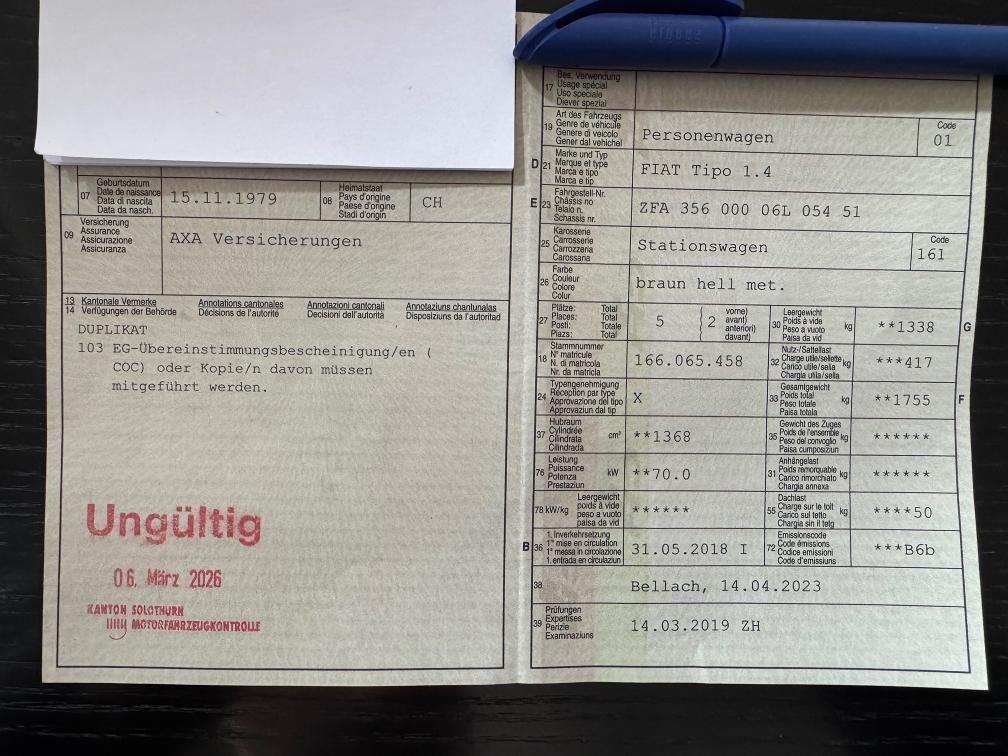 07 Geburtsdatum
Date de naissance
Data di nascita
Data da nasch.
15.11.1979
08 Heimatstaat
Pays d'origine
Paese d'origine
Stadi d'origin
CH
09 Versicherung
Assurance
Assicurazione
Assicuranza
AXA Versicherungen
13 Kantonale Vermerke Annotations cantonales Annotazioni cantonali Annotaziuns chantunalas
14 Verfügungen der Behörde Décisions de l'autorité Decisioni dell'autorità Disposiziuns da l'autoritad
DUPLIKAT
103 EG-Übereinstimmungsbescheinigung/en (
COC) oder Kopie/n davon müssen
mitgeführt werden.
Ungültig
06. März 2026
KANTON SOLOTHURN
MOTORFAHRZEUGKONTROLLE
17 Bes. Verwendung
Usage spécial
Uso speciale
Diever spezial
19 Art des Fahrzeugs
Genre de véhicule
Genere di veicolo
Gener dal vehichel
Personenwagen
Code
01
D 21 Marke und Typ
Marque et type
Marca e tipo
Marca e tip
FIAT Tipo 1.4
E 23 Fahrgestell-Nr.
Châssis no
Telaio n.
Schassis nr.
ZFA 356 000 06L 054 51
25 Karosserie
Carrosserie
Carrozzeria
Carossaria
Stationswagen
Code
161
26 Farbe
Couleur
Colore
Colur
braun hell met.
27 Plätze: Total
Places: Total
Posti: Totale
Plazs: Total
5
2
vorne)
avant)
anteriori)
davant)
30 Leergewicht
Poids à vide
Peso a vuoto
Paisa da vid
kg
**1338
G
18 Stammnummer
N° matricule
N. di matricola
Nr. da matricla
166.065.458
32 Nutz-/Sattellast
Charge utile/sellette
Carico utile/sella
Chargia utila/sella
kg
***417
24 Typengenehmigung
Réception par type
Approvazione del tipo
Approvaziun dal tip
X
33 Gesamtgewicht
Poids total
Peso totale
Paisa totala
kg
**1755
F
37 Hubraum
Cylindrée
Cilindrata
Cilindrada
cm³
**1368
35 Gewicht des Zuges
Poids de l'ensemble
Peso del convoglio
Paisa cumposiziun
kg
******
76 Leistung
Puissance
Potenza
Prestaziun
kW
**70.0
31 Anhängelast
Poids remorquable
Carico rimorchiato
Chargia annexa
kg
******
78 kW/kg
Leergewicht
poids à vide
peso a vuoto
paisa da vid
******
55 Dachlast
Charge sur le toit
Carico sul tetto
Chargia sin il tetg
kg
****50
B 36 1. Inverkehrsetzung
1re mise en circulation
1a messa in circolazione
1. entrada en circulaziun
31.05.2018 I
72 Emissionscode
Code émissions
Codice emissioni
Code d'emissiuns
***B6b
38
Bellach, 14.04.2023
39 Prüfungen
Expertises
Perizie
Examinaziuns
14.03.2019 ZH